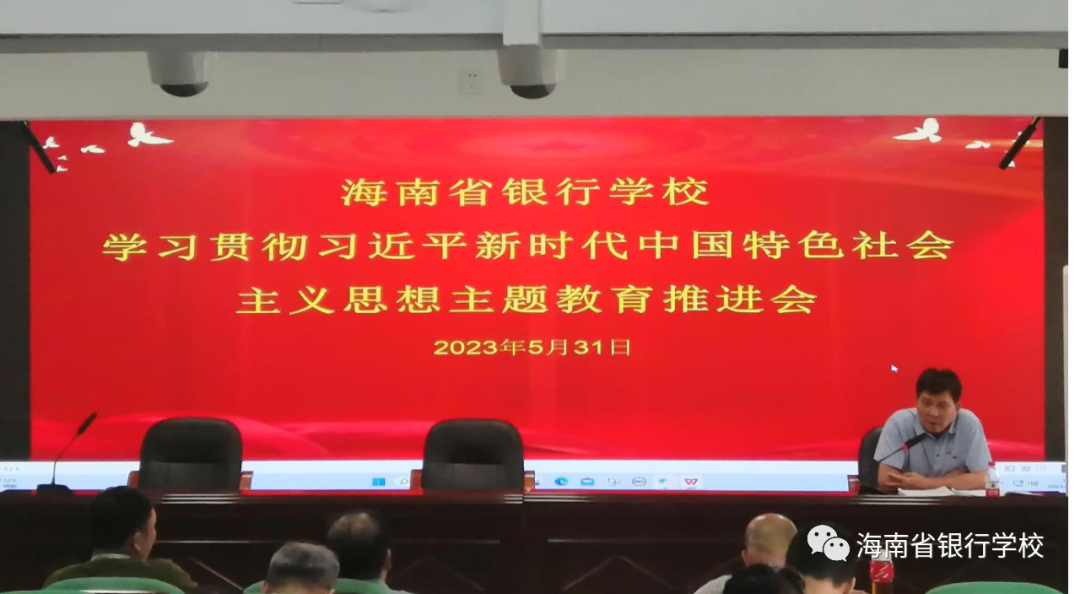 海南省银行学校
学习贯彻习近平新时代中国特色社会
主义思想主题教育推进会
2023年5月31日
海南省银行学校